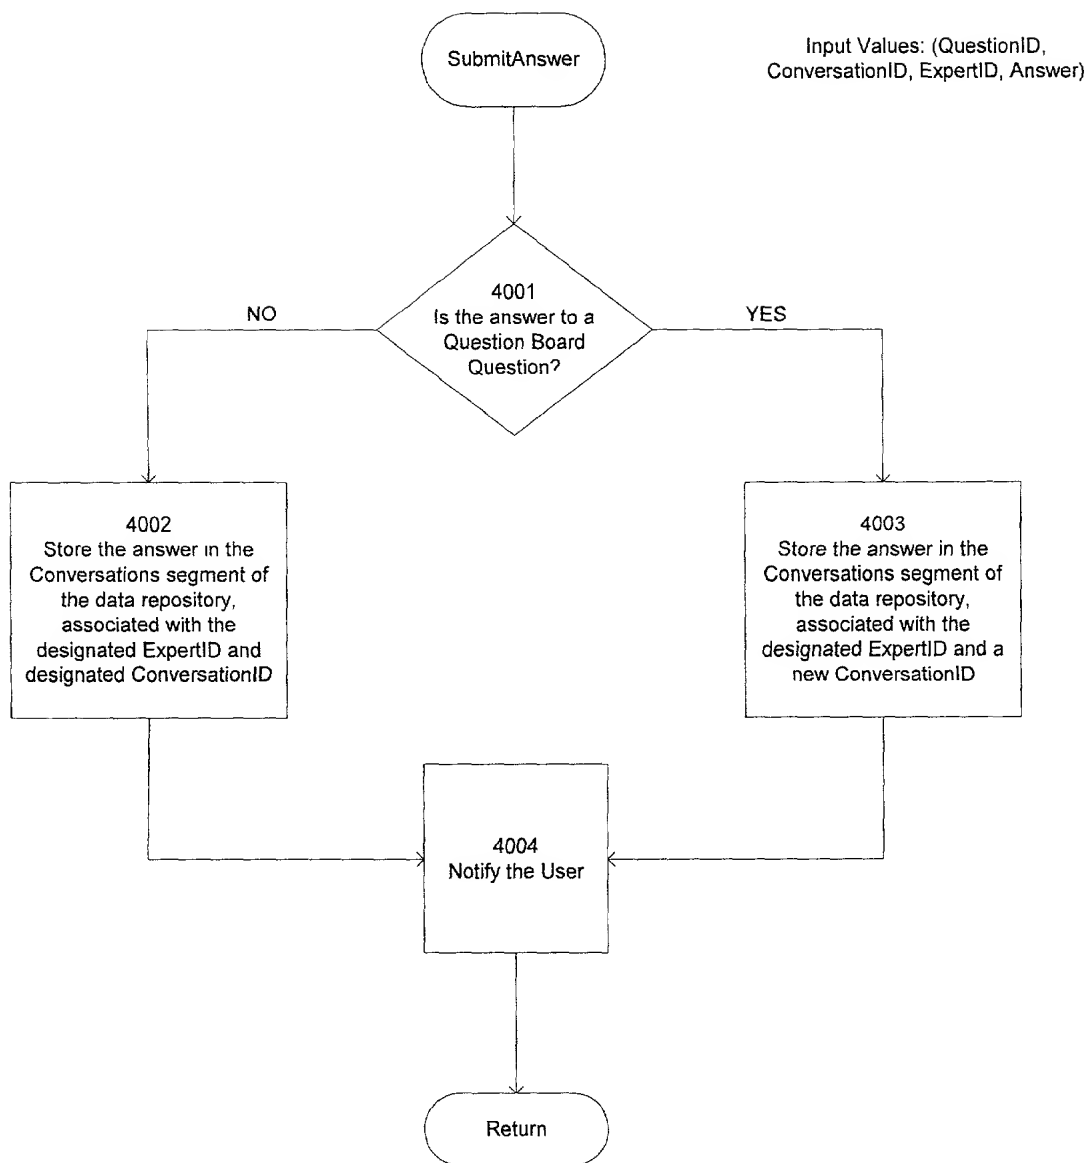 SubmitAnswer
Input Values: (QuestionID,
ConversationID, ExpertID, Answer)
4001
Is the answer to a
Question Board
Question?
NO
YES
4002
Store the answer in the
Conversations segment of
the data repository,
associated with the
designated ExpertID and
designated ConversationID
4003
Store the answer in the
Conversations segment of
the data repository,
associated with the
designated ExpertID and a
new ConversationID
4004
Notify the User
Return